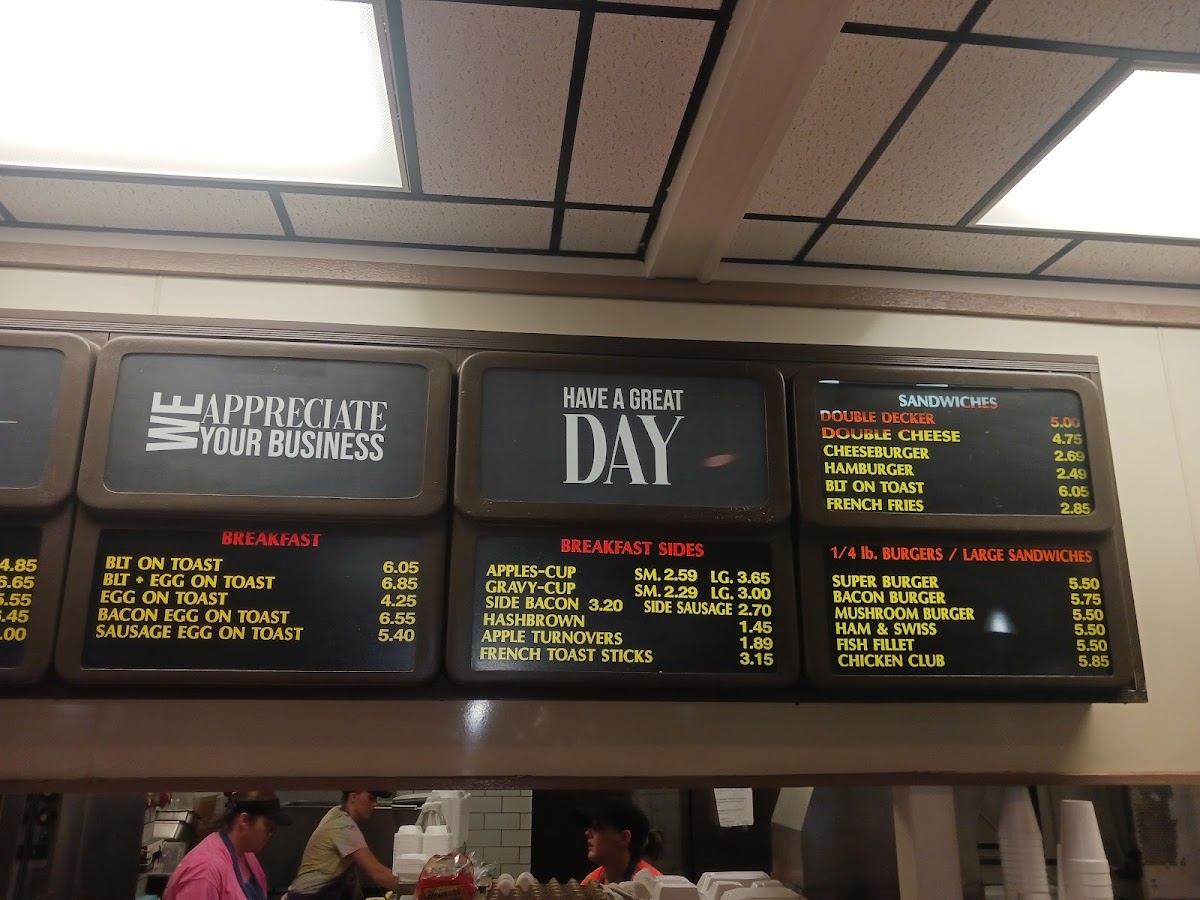 WE APPRECIATE
YOUR BUSINESS
HAVE A GREAT
DAY
SANDWICHES
DOUBLE DECKER 5.00
DOUBLE CHEESE 4.75
CHEESEBURGER 2.69
HAMBURGER 2.49
BLT ON TOAST 6.05
FRENCH FRIES 2.85
4.85
6.65
5.55
.45
.00
BREAKFAST
BLT ON TOAST 6.05
BLT + EGG ON TOAST 6.85
EGG ON TOAST 4.25
BACON EGG ON TOAST 6.55
SAUSAGE EGG ON TOAST 5.40
BREAKFAST SIDES
APPLES-CUP SM. 2.59 LG. 3.65
GRAVY-CUP SM. 2.29 LG. 3.00
SIDE BACON 3.20 SIDE SAUSAGE 2.70
HASHBROWN 1.45
APPLE TURNOVERS 1.89
FRENCH TOAST STICKS 3.15
1/4 lb. BURGERS / LARGE SANDWICHES
SUPER BURGER 5.50
BACON BURGER 5.75
MUSHROOM BURGER 5.50
HAM & SWISS 5.50
FISH FILLET 5.50
CHICKEN CLUB 5.85